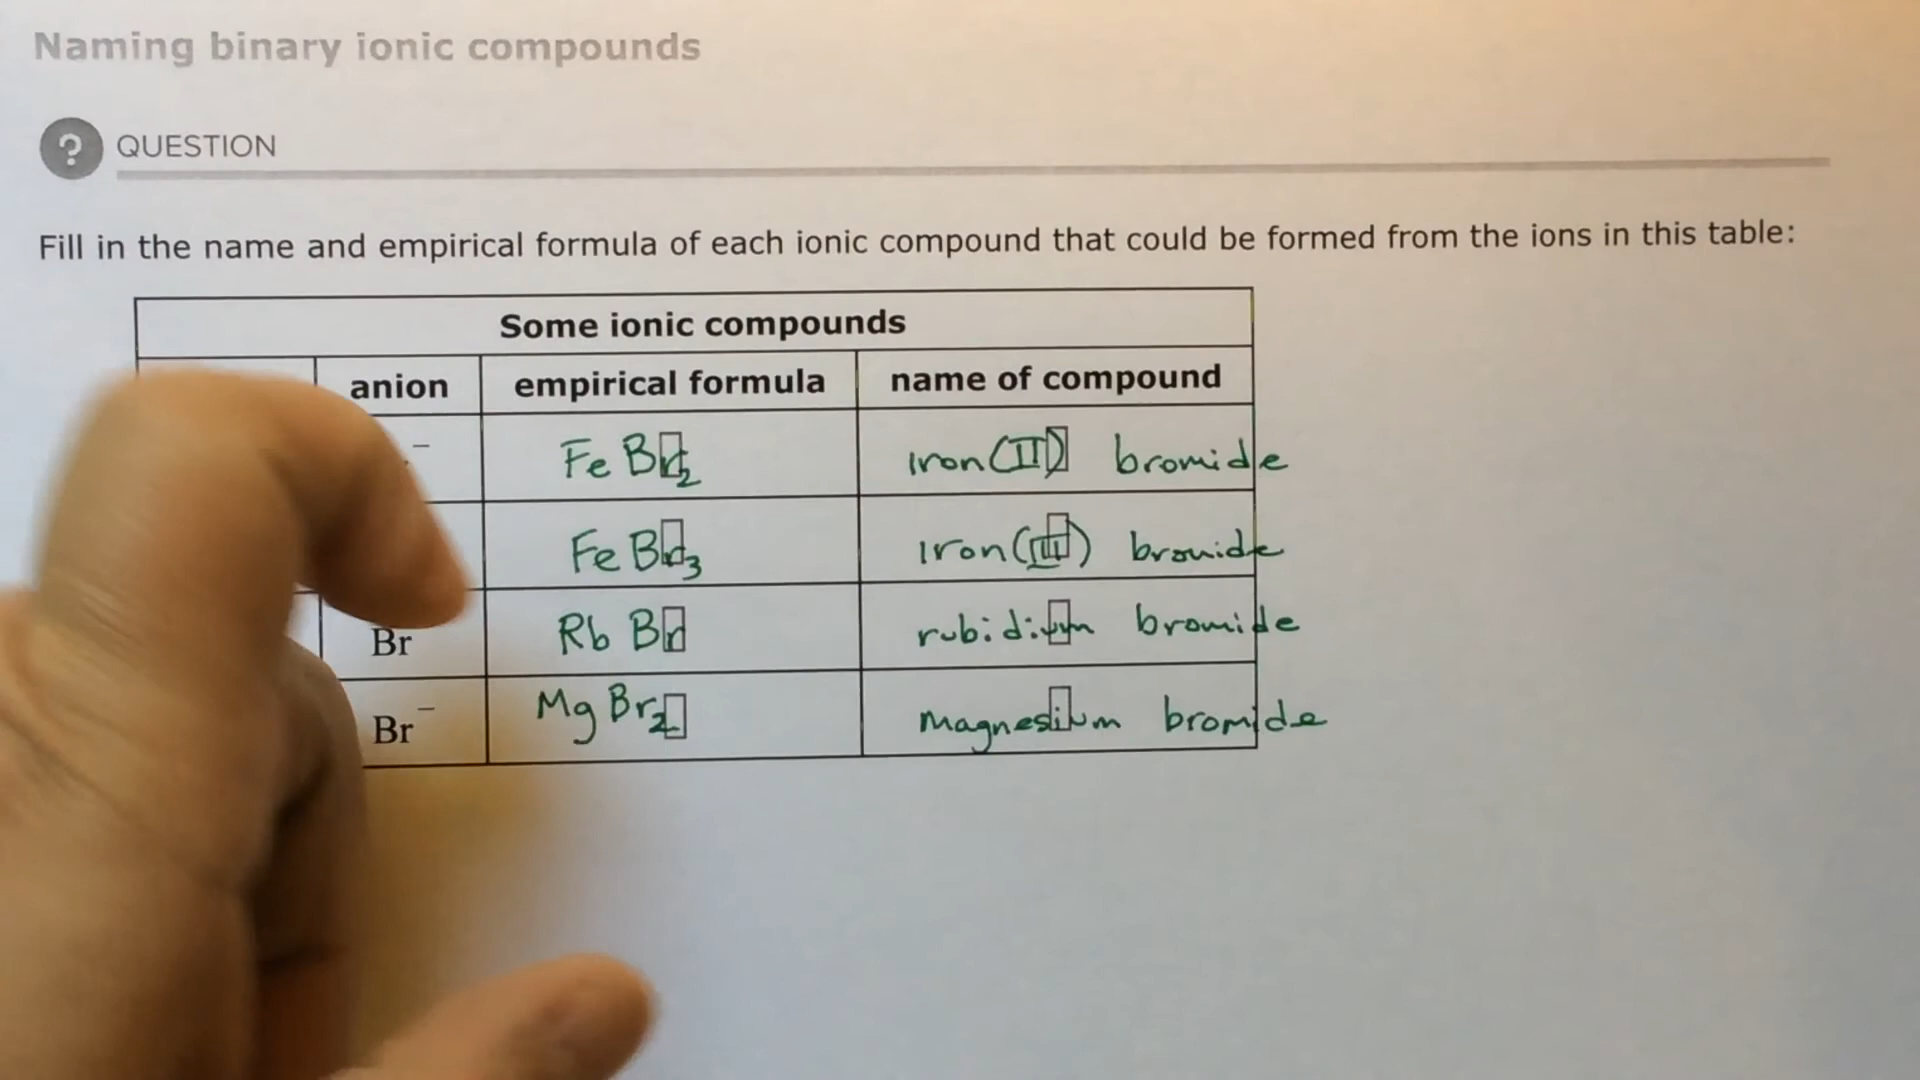 Naming binary ionic compounds
? QUESTION
Fill in the name and empirical formula of each ionic compound that could be formed from the ions in this table:
Some ionic compounds
anion empirical formula name of compound
− FeBr2 Iron(II) bromide
FeBr3 Iron(III) bromide
Br RbBr rubidium bromide
Br− MgBr2 magnesium bromide